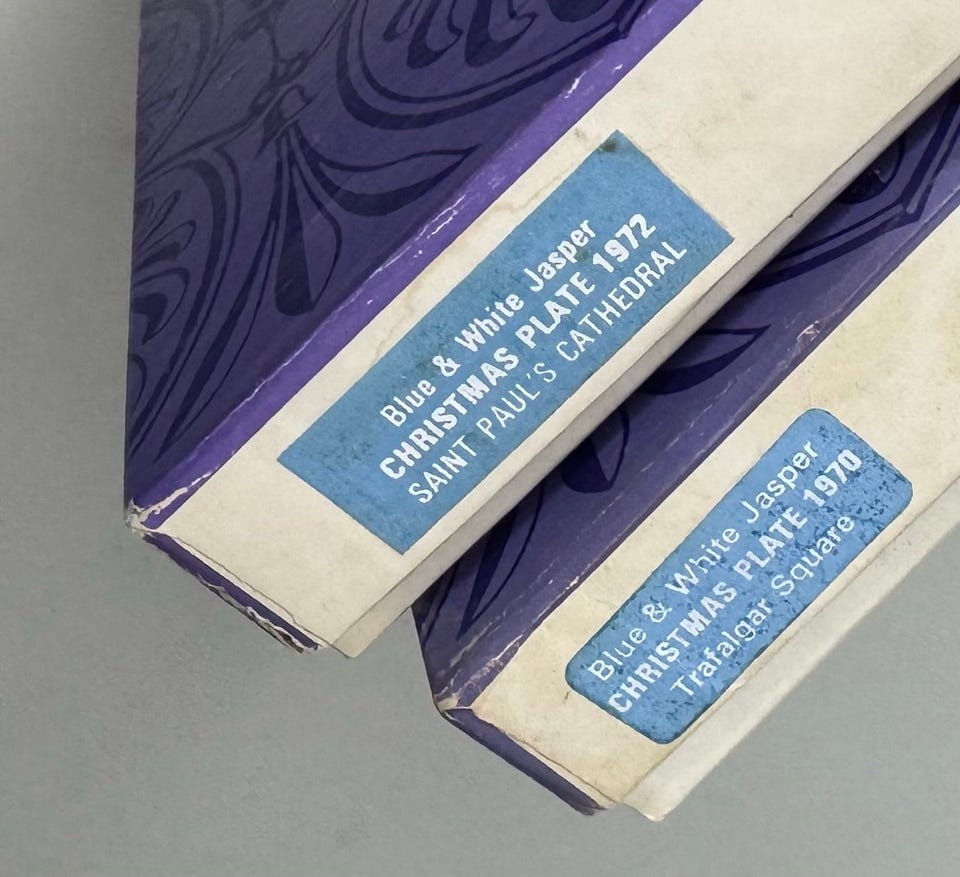 Blue & White Jasper
CHRISTMAS PLATE 1972
SAINT PAUL'S CATHEDRAL
Blue & White Jasper
CHRISTMAS PLATE 1970
Trafalgar Square